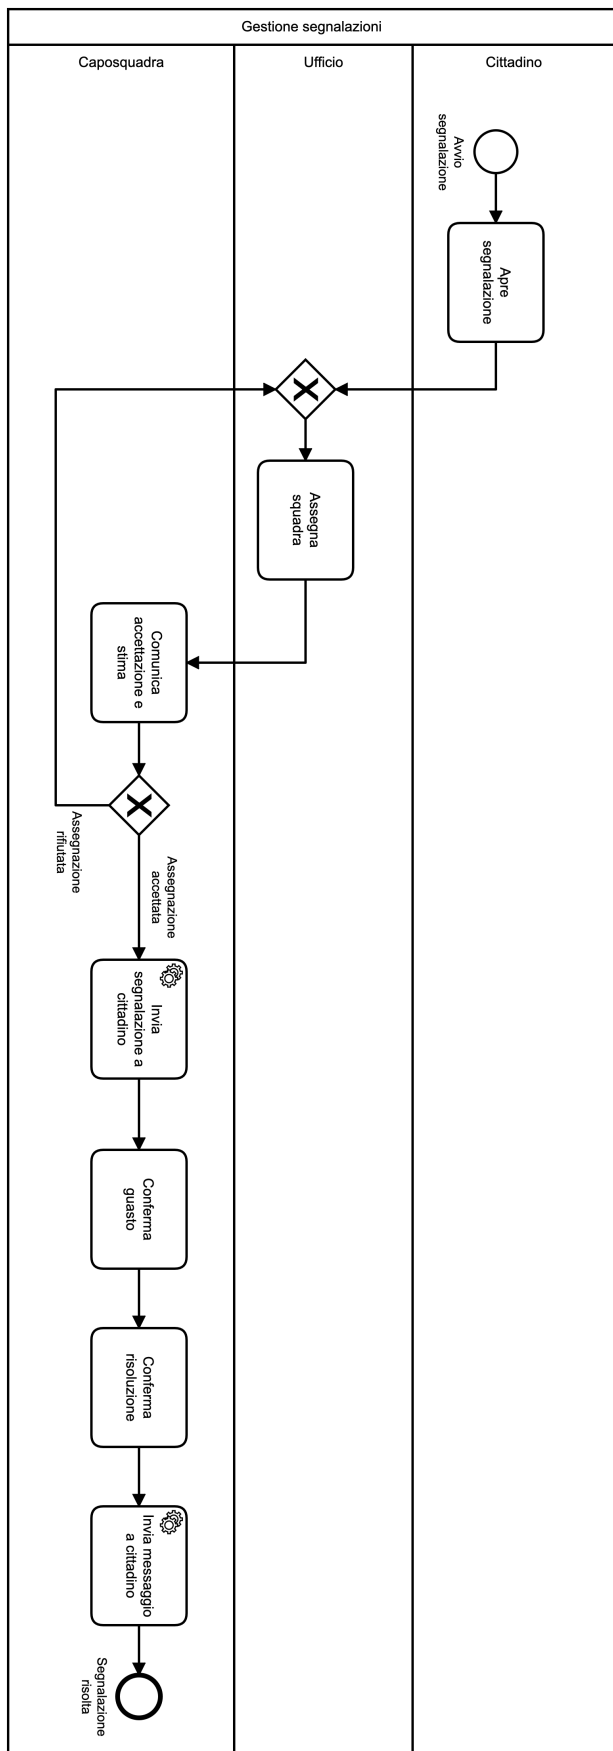 Gestione segnalazioni
Cittadino
Ufficio
Caposquadra
Avvio
segnalazione
Apre
segnalazione
Assegna
squadra
Comunica
accettazione e
stima
Assegnazione
rifiutata
Assegnazione
accettata
Invia
segnalazione a
cittadino
Conferma
guasto
Conferma
risoluzione
Invia messaggio
a cittadino
Segnalazione
risolta